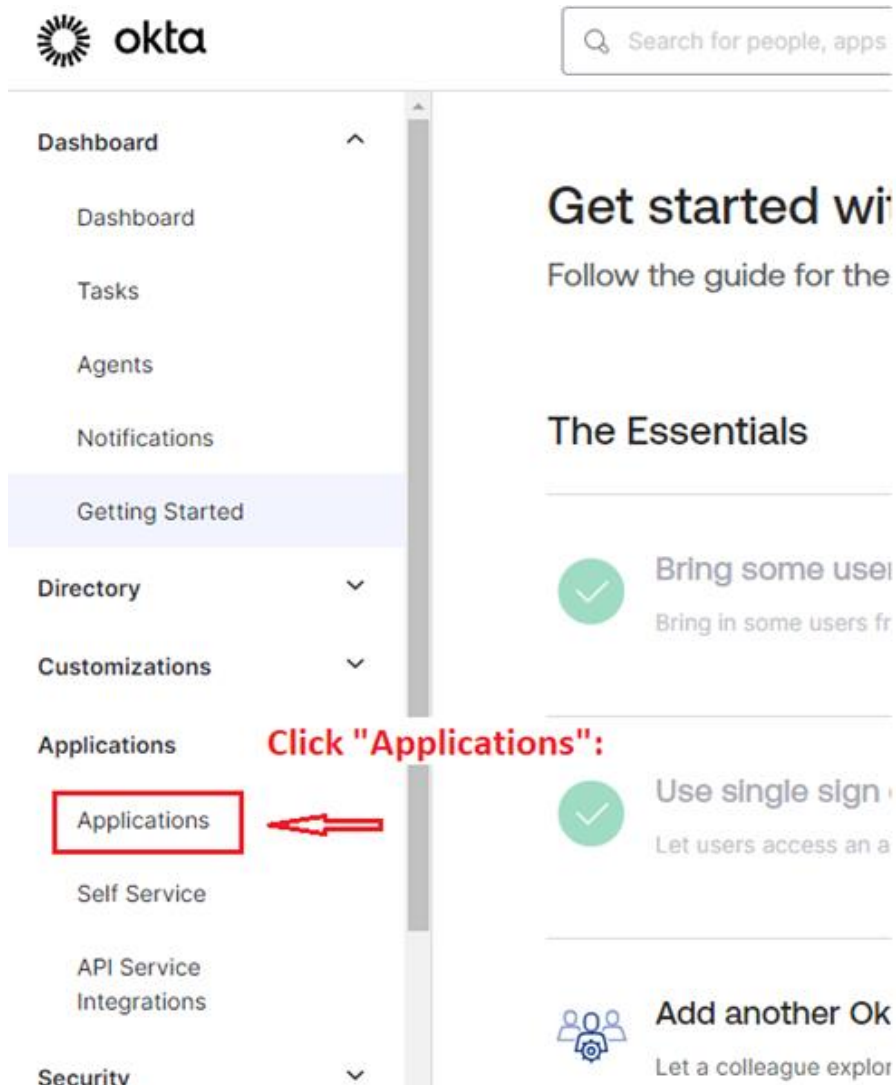 okta
Search for people, apps
Dashboard
Dashboard
Tasks
Agents
Notifications
Getting Started
Directory
Customizations
Applications
Click "Applications":
Applications
Self Service
API Service
Integrations
Security
Get started wi
Follow the guide for the
The Essentials
Bring some use
Bring in some users fr
Use single sign
Let users access an a
Add another Ok
Let a colleague explor